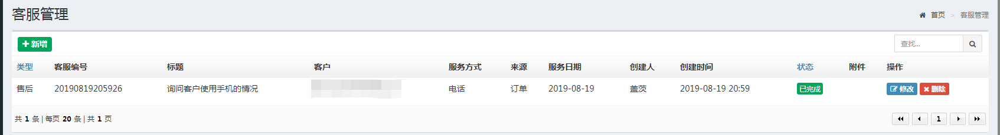 客服管理
首页 > 客服管理
新增
查找...
类型 客服编号 标题 客户 服务方式 来源 服务日期 创建人 创建时间 状态 附件 操作
售后 20190819205926 询问客户使用手机的情况 电话 订单 2019-08-19 盖茨 2019-08-19 20:59 已完成 修改 删除
共 1 条 | 每页 20 条 | 共 1 页
1